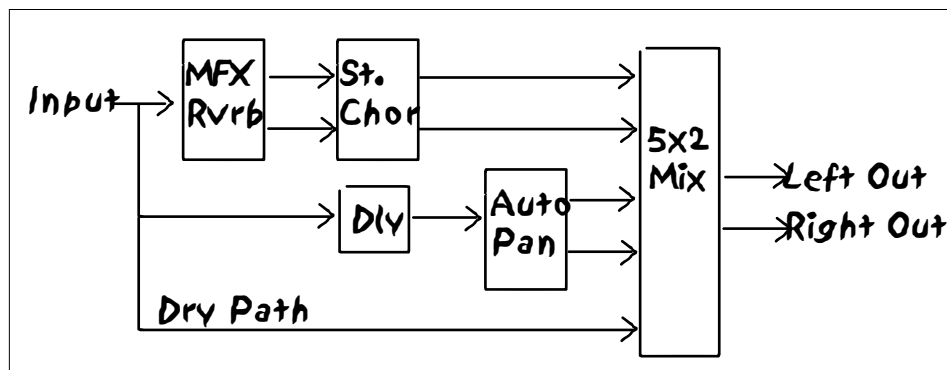 Input
MFX
Rvrb
St.
Chor
5x2
Mix
Left Out
Right Out
Dly
Auto
Pan
Dry Path